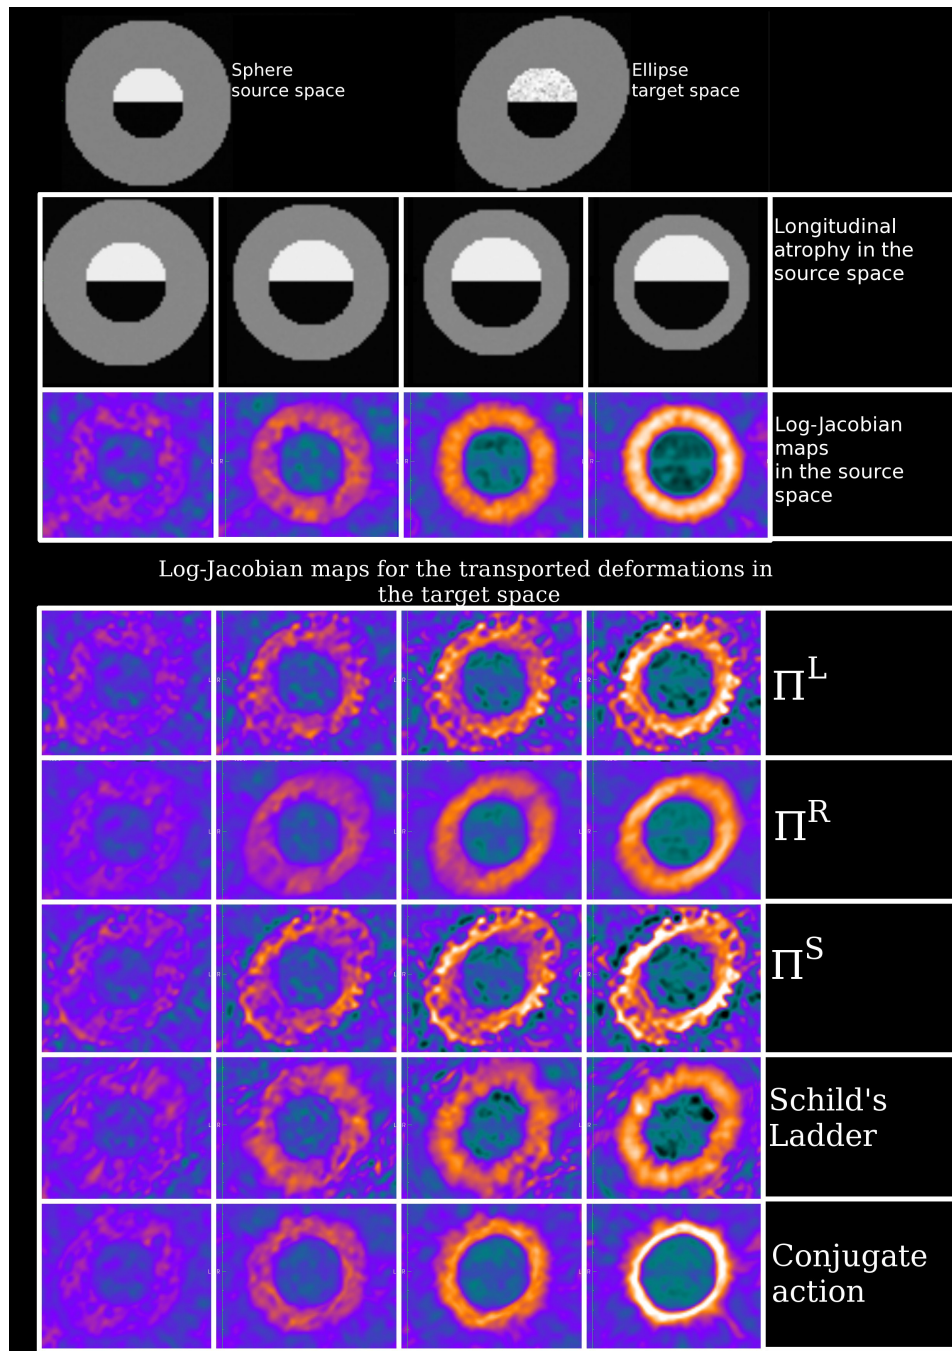 Sphere
source space
Ellipse
target space
Longitudinal
atrophy in the
source space
Log-Jacobian
maps
in the source
space
Log-Jacobian maps for the transported deformations in
the target space
Π^L
Π^R
Π^S
Schild's
Ladder
Conjugate
action